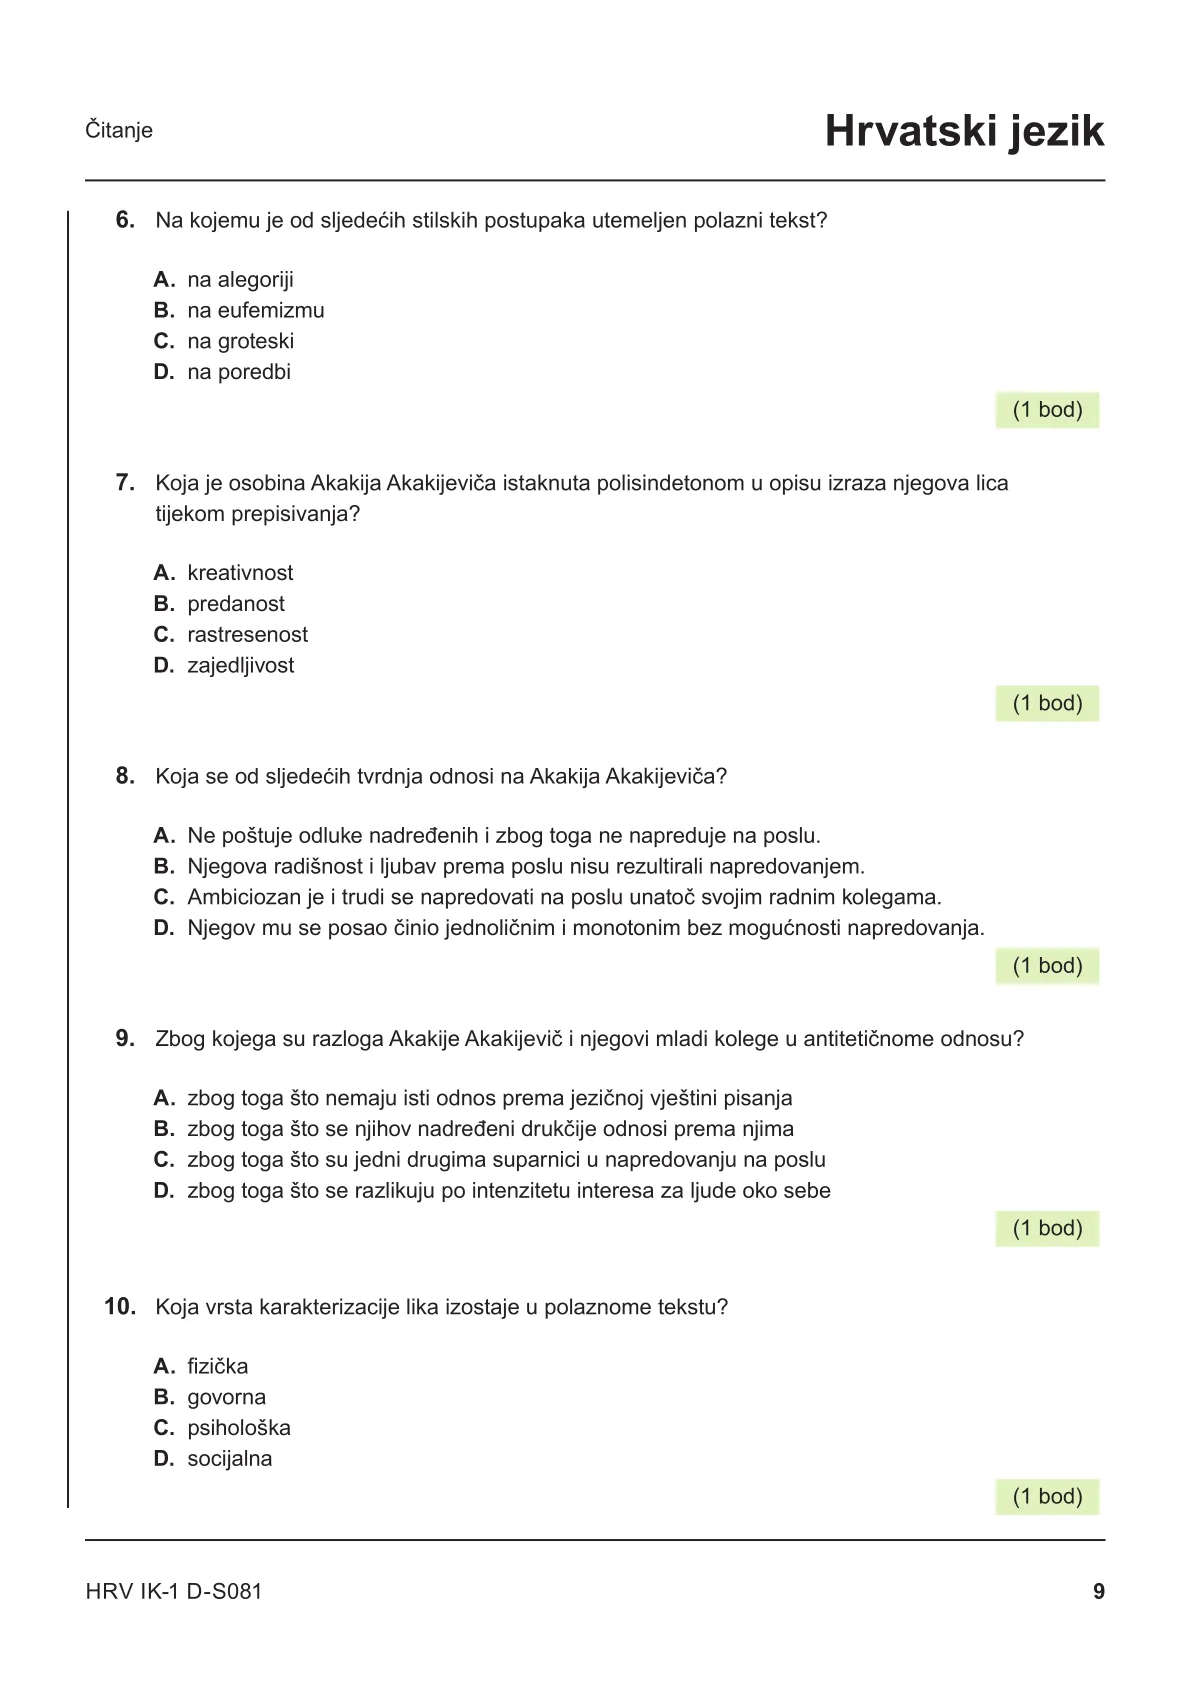 Čitanje
Hrvatski jezik
6. Na kojemu je od sljedećih stilskih postupaka utemeljen polazni tekst?
A. na alegoriji
B. na eufemizmu
C. na groteski
D. na poredbi
(1 bod)
7. Koja je osobina Akakija Akakijeviča istaknuta polisindetonom u opisu izraza njegova lica
tijekom prepisivanja?
A. kreativnost
B. predanost
C. rastresenost
D. zajedljivost
(1 bod)
8. Koja se od sljedećih tvrdnja odnosi na Akakija Akakijeviča?
A. Ne poštuje odluke nadređenih i zbog toga ne napreduje na poslu.
B. Njegova radišnost i ljubav prema poslu nisu rezultirali napredovanjem.
C. Ambiciozan je i trudi se napredovati na poslu unatoč svojim radnim kolegama.
D. Njegov mu se posao činio jednoličnim i monotonim bez mogućnosti napredovanja.
(1 bod)
9. Zbog kojega su razloga Akakije Akakijevič i njegovi mladi kolege u antitetičnome odnosu?
A. zbog toga što nemaju isti odnos prema jezičnoj vještini pisanja
B. zbog toga što se njihov nadređeni drukčije odnosi prema njima
C. zbog toga što su jedni drugima suparnici u napredovanju na poslu
D. zbog toga što se razlikuju po intenzitetu interesa za ljude oko sebe
(1 bod)
10. Koja vrsta karakterizacije lika izostaje u polaznome tekstu?
A. fizička
B. govorna
C. psihološka
D. socijalna
(1 bod)
HRV IK-1 D-S081
9